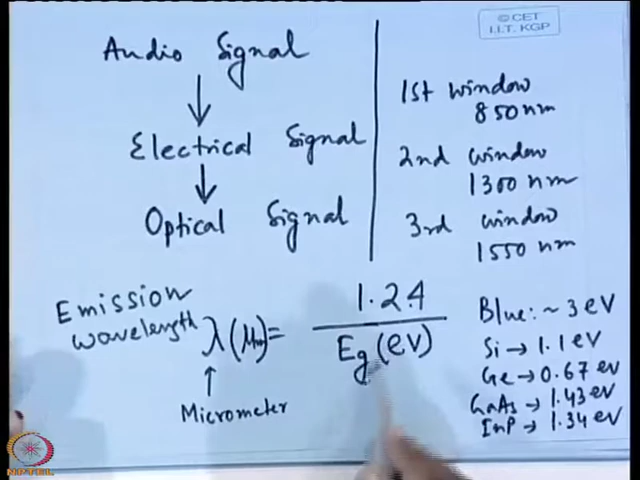 © CET
I.I.T. KGP
Audio Signal
Electrical Signal
Optical Signal
1st window
850nm
2nd window
1300 nm
3rd window
1550 nm
Emission
wavelength λ(μm)= 1.24
Eg(eV)
Micrometer
Blue: ~ 3 eV
Si → 1.1 eV
Ge → 0.67 eV
GaAs → 1.43 eV
InP → 1.34 eV
NPTEL